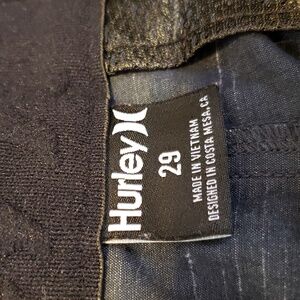 Hurley
29
MADE IN VIETNAM
DESIGNED IN COSTA MESA, CA